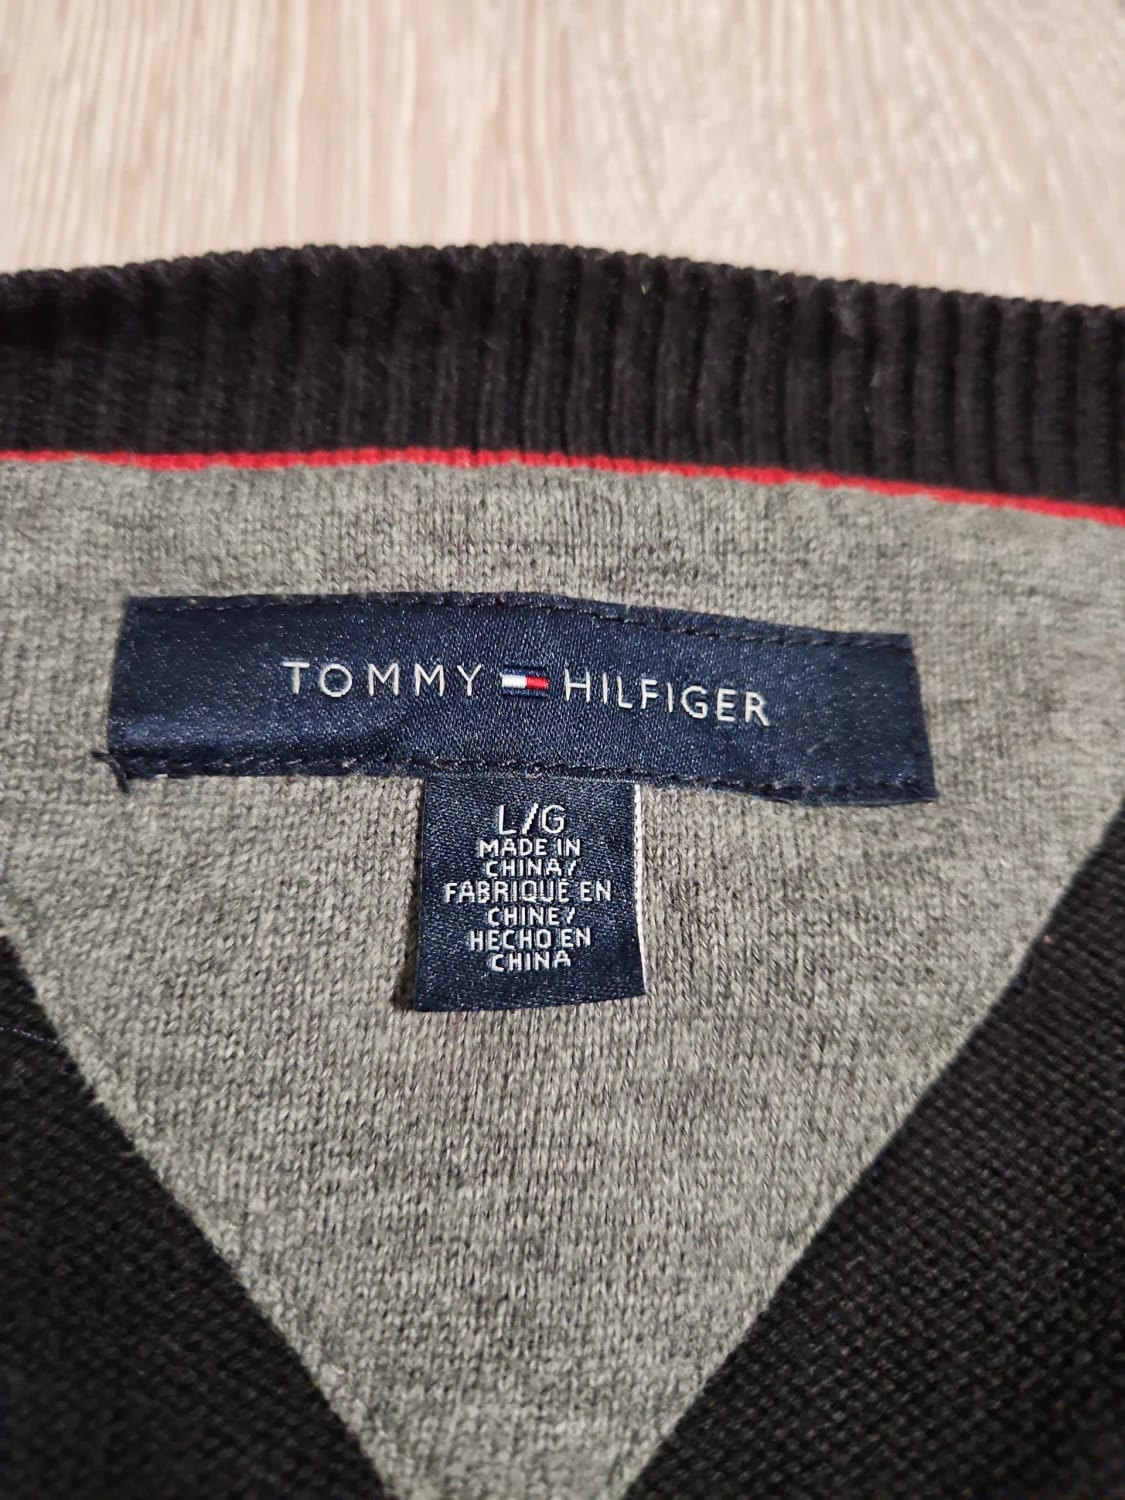 TOMMY HILFIGER
L/G
MADE IN
CHINA/
FABRIQUÉ EN
CHINE/
HECHO EN
CHINA